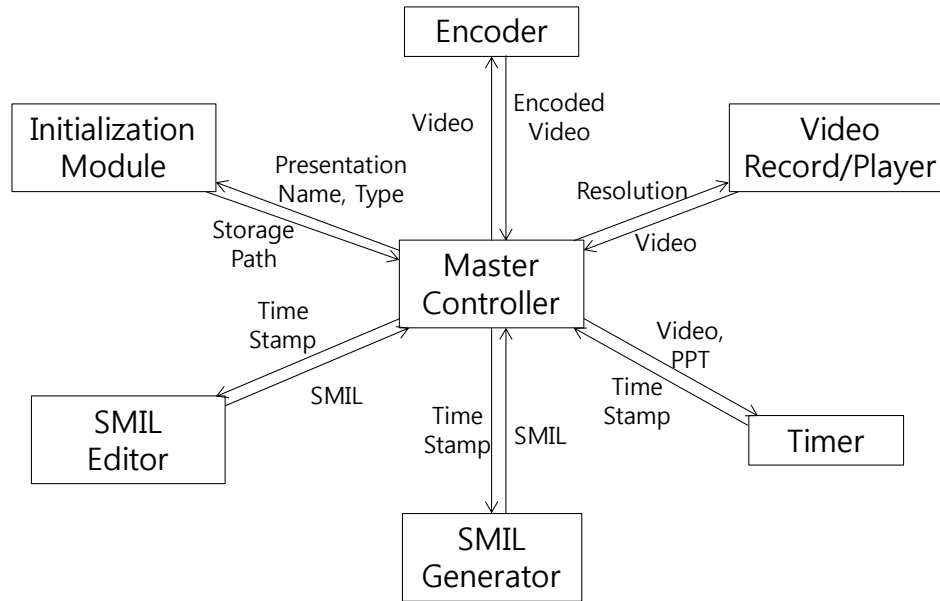 Encoder
Video
Encoded
Video
Initialization
Module
Video
Record/Player
Presentation
Name, Type
Resolution
Storage
Path
Video
Master
Controller
Time
Stamp
Video,
PPT
SMIL
Time
Stamp
SMIL
Editor
Time
Stamp
SMIL
Timer
SMIL
Generator